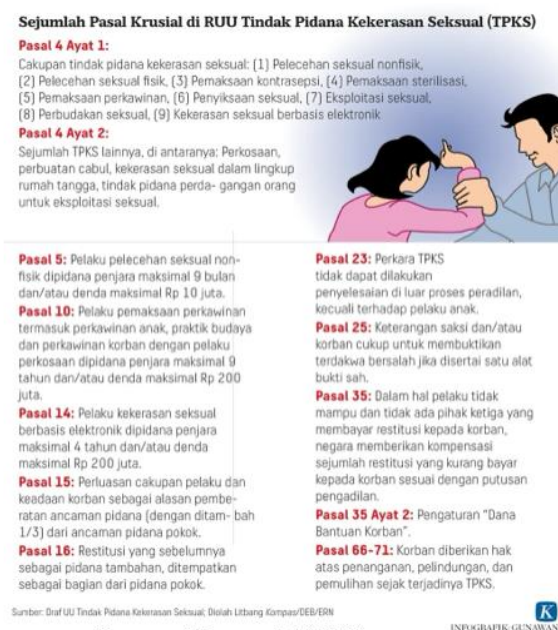 Sejumlah Pasal Krusial di RUU Tindak Pidana Kekerasan Seksual (TPKS)
Pasal 4 Ayat 1:
Cakupan tindak pidana kekerasan seksual: (1) Pelecehan seksual nonfisik,
(2) Pelecehan seksual fisik, (3) Pemaksaan kontrasepsi, (4) Pemaksaan sterilisasi,
(5) Pemaksaan perkawinan, (6) Penyiksaan seksual, (7) Eksploitasi seksual,
(8) Perbudakan seksual, (9) Kekerasan seksual berbasis elektronik
Pasal 4 Ayat 2:
Sejumlah TPKS lainnya, di antaranya: Perkosaan,
perbuatan cabul, kekerasan seksual dalam lingkup
rumah tangga, tindak pidana perda- gangan orang
untuk eksploitasi seksual.
Pasal 5: Pelaku pelecehan seksual non-
fisik dipidana penjara maksimal 9 bulan
dan/atau denda maksimal Rp 10 juta.
Pasal 10: Pelaku pemaksaan perkawinan
termasuk perkawinan anak, praktik budaya
dan perkawinan korban dengan pelaku
perkosaan dipidana penjara maksimal 9
tahun dan/atau denda maksimal Rp 200
juta.
Pasal 14: Pelaku kekerasan seksual
berbasis elektronik dipidana penjara
maksimal 4 tahun dan/atau denda
maksimal Rp 200 juta.
Pasal 15: Perluasan cakupan pelaku dan
keadaan korban sebagai alasan pembe-
ratan ancaman pidana (dengan ditam- bah
1/3) dari ancaman pidana pokok.
Pasal 16: Restitusi yang sebelumnya
sebagai pidana tambahan, ditempatkan
sebagai bagian dari pidana pokok.
Pasal 23: Perkara TPKS
tidak dapat dilakukan
penyelesaian di luar proses peradilan,
kecuali terhadap pelaku anak.
Pasal 25: Keterangan saksi dan/atau
korban cukup untuk membuktikan
terdakwa bersalah jika disertai satu alat
bukti sah.
Pasal 35: Dalam hal pelaku tidak
mampu dan tidak ada pihak ketiga yang
membayar restitusi kepada korban,
negara memberikan kompensasi
sejumlah restitusi yang kurang bayar
kepada korban sesuai dengan putusan
pengadilan.
Pasal 35 Ayat 2: Pengaturan "Dana
Bantuan Korban".
Pasal 66-71: Korban diberikan hak
atas penanganan, pelindungan, dan
pemulihan sejak terjadinya TPKS.
Sumber: Draf UU Tindak Pidana Kekerasan Seksual; Diolah Litbang Kompas/DEB/ERN
K
INFOGRAFIK: GUNAWAN